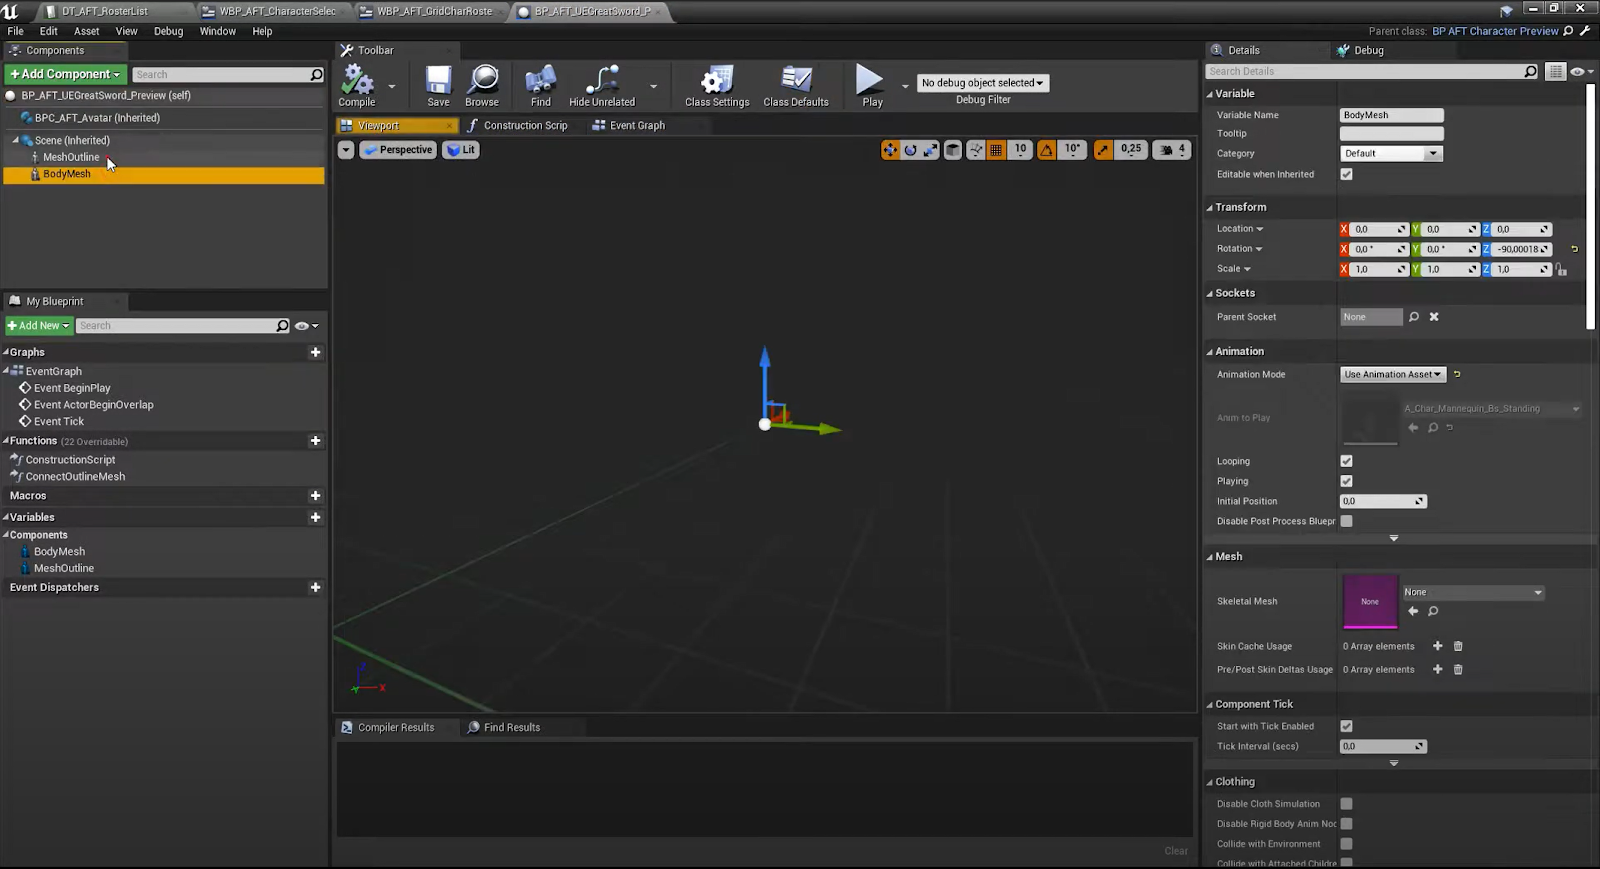 DT_AFT_RosterList
WBP_AFT_CharacterSelec
WBP_AFT_GridCharRoste
BP_AFT_UEGreatSword_P
File Edit Asset View Debug Window Help
Parent class: BP AFT Character Preview
Components
+Add Component
Search
BP_AFT_UEGreatSword_Preview (self)
BPC_AFT_Avatar (Inherited)
Scene (Inherited)
MeshOutline
BodyMesh
My Blueprint
+Add New
Search
Graphs
EventGraph
Event BeginPlay
Event ActorBeginOverlap
Event Tick
Functions (22 Overridable)
ConstructionScript
ConnectOutlineMesh
Macros
Variables
Components
BodyMesh
MeshOutline
Event Dispatchers
Toolbar
Compile
Save
Browse
Find
Hide Unrelated
Class Settings
Class Defaults
Play
No debug object selected
Debug Filter
Viewport
Construction Scrip
Event Graph
Perspective
Lit
10
10°
0,25
4
X
Y
Compiler Results
Find Results
Clear
Details
Debug
Search Details
Variable
Variable Name BodyMesh
Tooltip
Category Default
Editable when Inherited
Transform
Location X 0,0 Y 0,0 Z 0,0
Rotation X 0,0 ° Y 0,0 ° Z -90,00018
Scale X 1,0 Y 1,0 Z 1,0
Sockets
Parent Socket None
Animation
Animation Mode Use Animation Asset
Anim to Play A_Char_Mannequin_Bs_Standing
Looping
Playing
Initial Position 0,0
Disable Post Process Bluepr
Mesh
Skeletal Mesh None None
Skin Cache Usage 0 Array elements
Pre/Post Skin Deltas Usage 0 Array elements
Component Tick
Start with Tick Enabled
Tick Interval (secs) 0,0
Clothing
Disable Cloth Simulation
Disable Rigid Body Anim Noc
Collide with Environment
Collide with Attached Childre